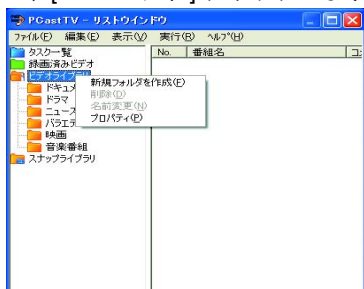 PCastTV - リストウインドウ
ファイル(F) 編集(E) 表示(V) 実行(R) ヘルプ(H)
タスク一覧
No. 番組名
録画済みビデオ
ビデオライブラリ
新規フォルダを作成(F)
削除(D)
名前変更(N)
プロパティ(P)
ドキュメ
ドラマ
ニュース
バラエテ
映画
音楽番組
スナップライブラリ